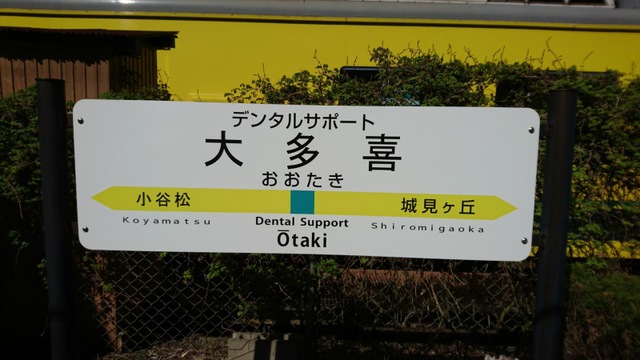 デンタルサポート
大多喜
おおたき
小谷松
Koyamatsu
城見ヶ丘
Shiromigaoka
Dental Support
Ōtaki